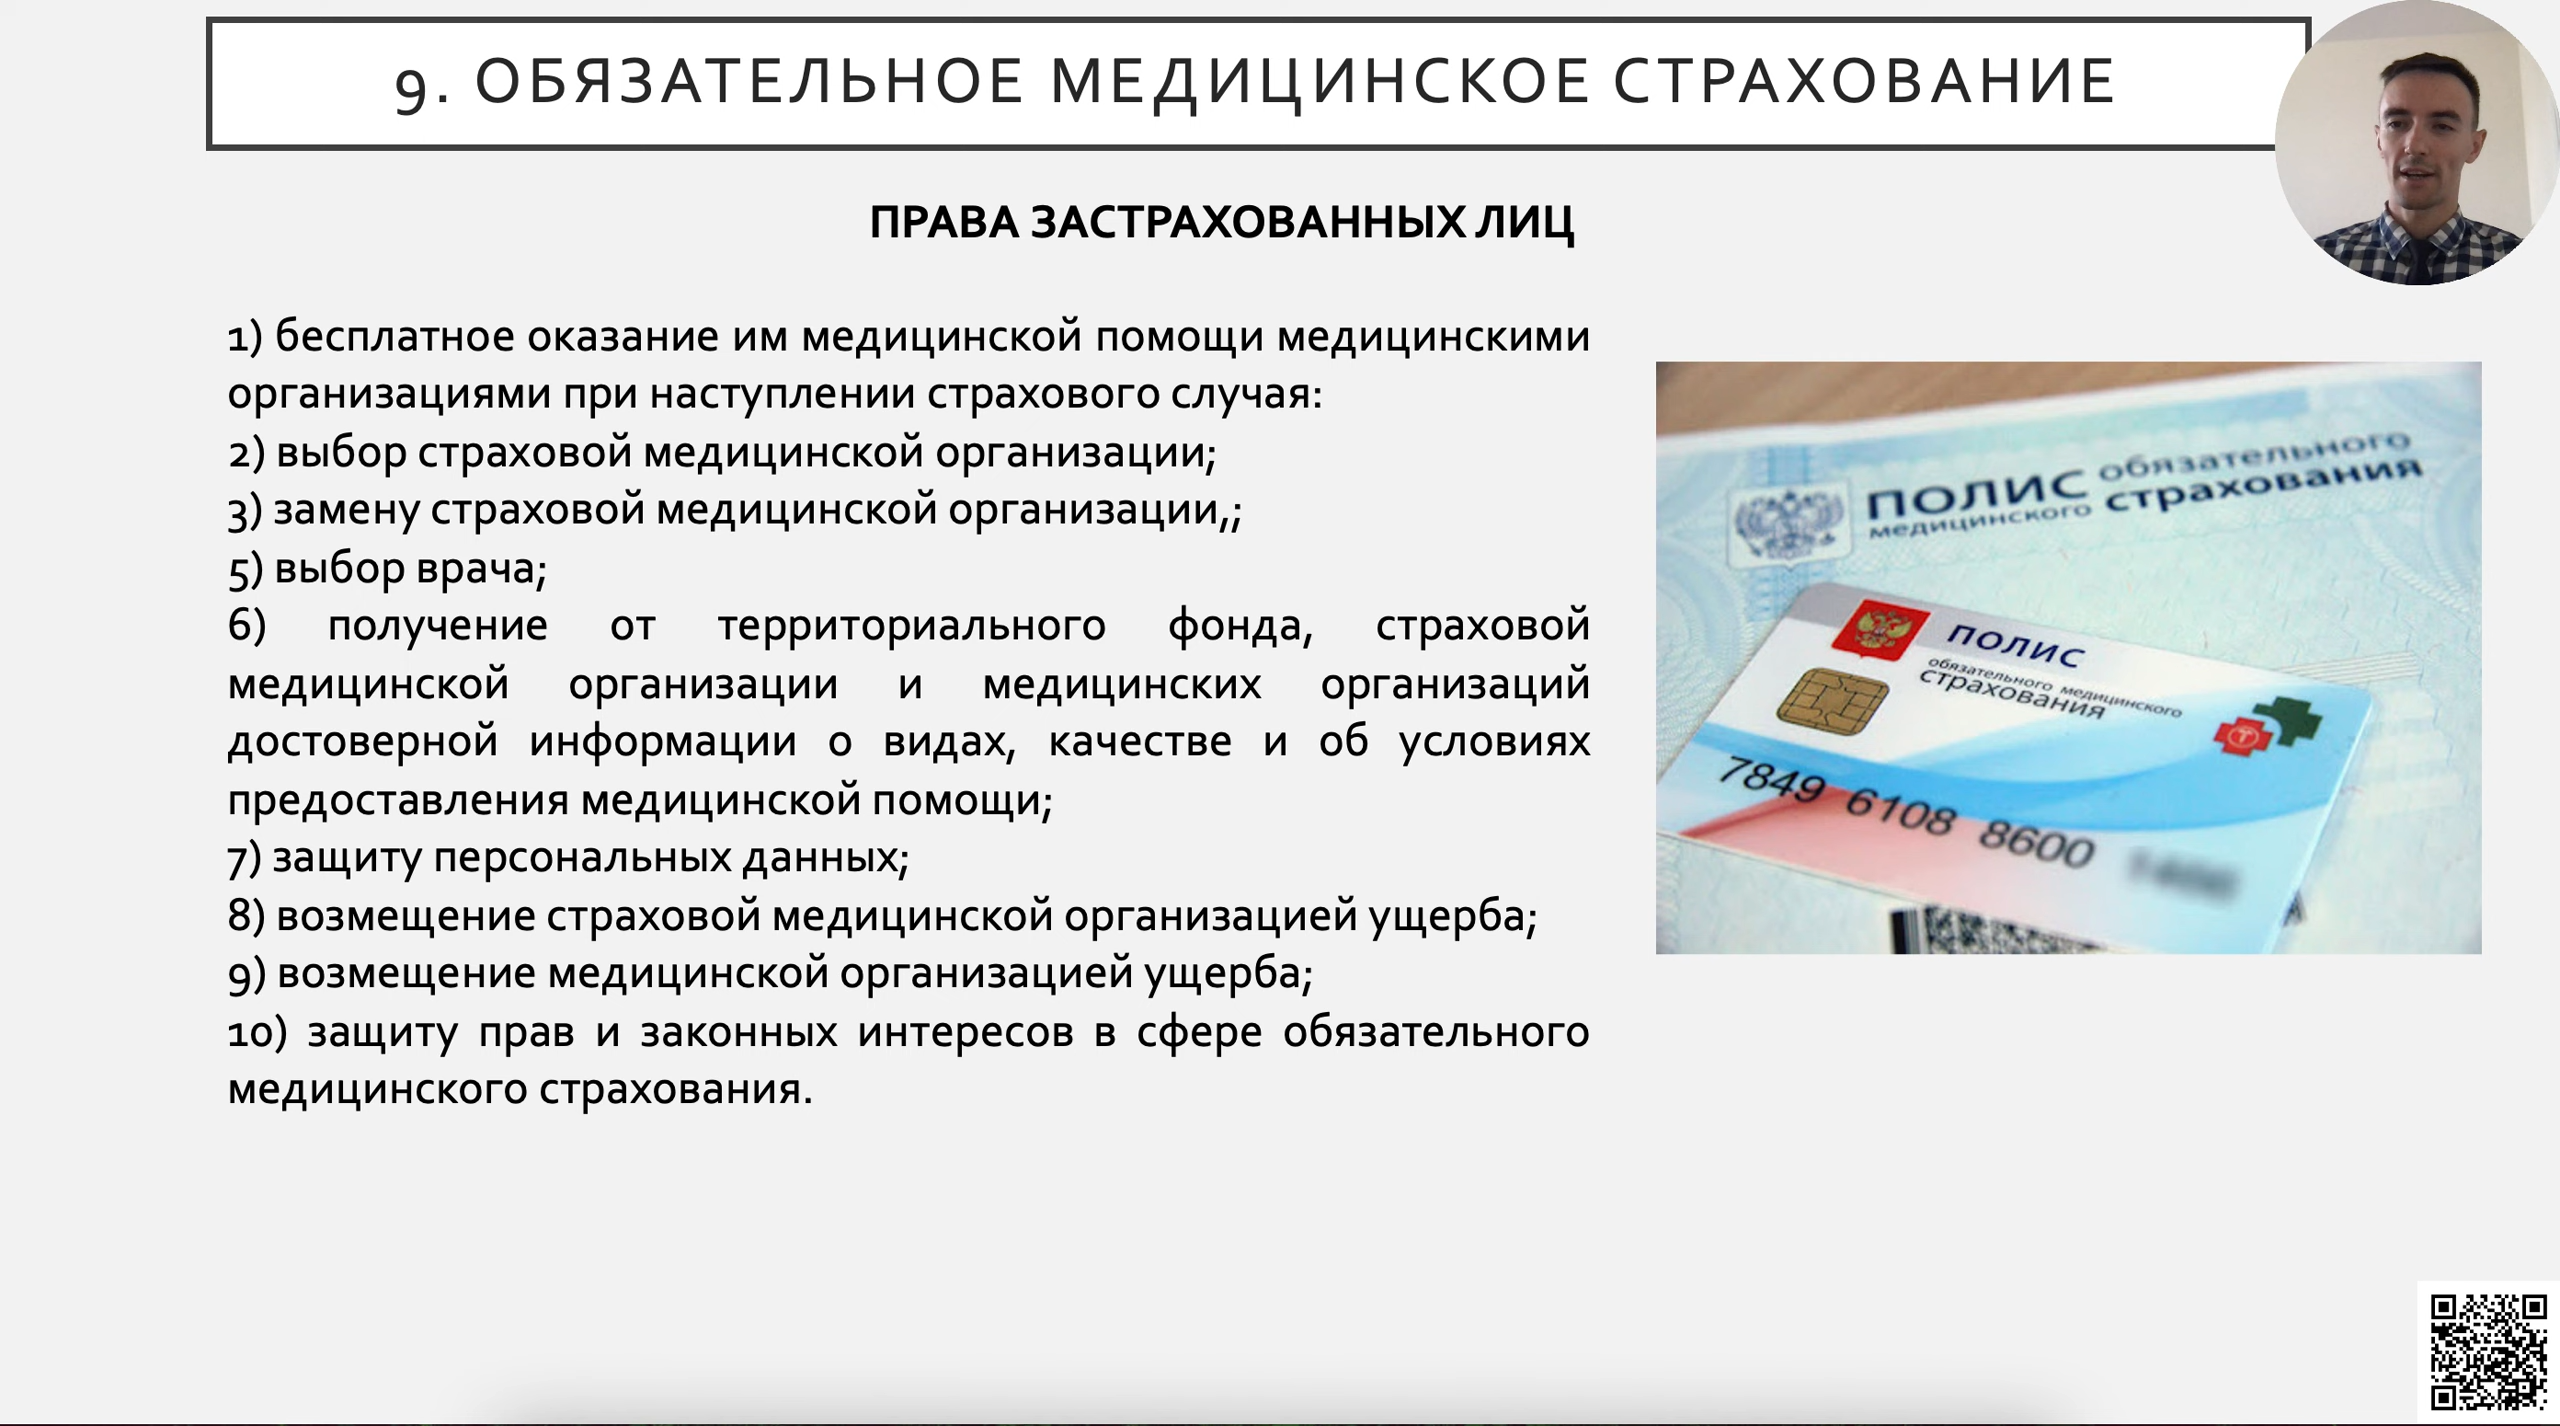 9. ОБЯЗАТЕЛЬНОЕ МЕДИЦИНСКОЕ СТРАХОВАНИЕ
ПРАВА ЗАСТРАХОВАННЫХ ЛИЦ
1) бесплатное оказание им медицинской помощи медицинскими
организациями при наступлении страхового случая:
2) выбор страховой медицинской организации;
3) замену страховой медицинской организации,;
5) выбор врача;
6) получение от территориального фонда, страховой
медицинской организации и медицинских организаций
достоверной информации о видах, качестве и об условиях
предоставления медицинской помощи;
7) защиту персональных данных;
8) возмещение страховой медицинской организацией ущерба;
9) возмещение медицинской организацией ущерба;
10) защиту прав и законных интересов в сфере обязательного
медицинского страхования.
ПОЛИС обязательного
медицинского страхования
ПОЛИС
обязательного медицинского
страхования
7849 6108 8600